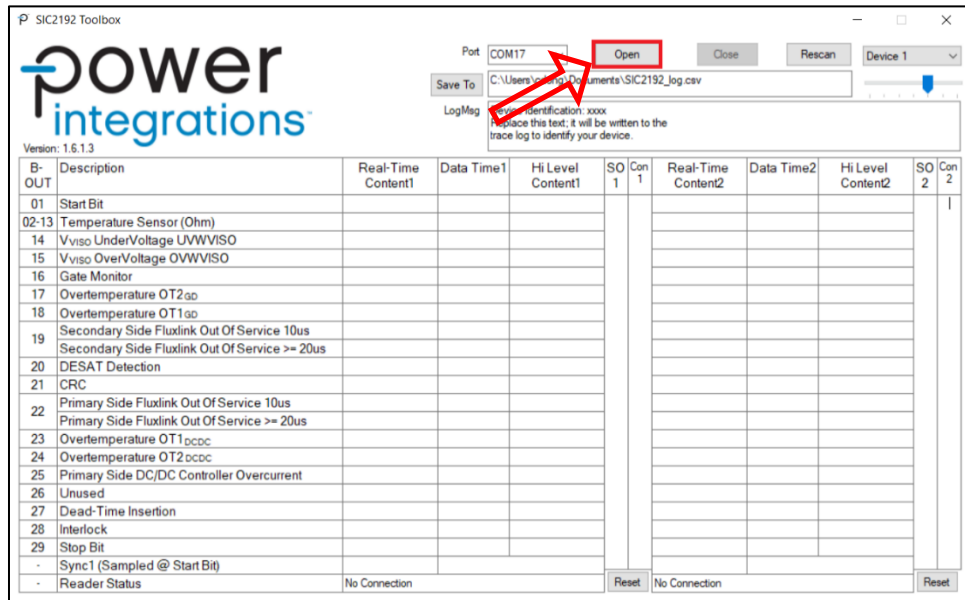 SIC2192 Toolbox
power
integrations
Version: 1.6.1.3
Port COM17 Open Close Rescan Device 1
Save To C:\Users\ Documents\SIC2192_log.csv
LogMsg Device Identification: xxxx
Replace this text; it will be written to the
trace log to identify your device.
B-OUT Description Real-Time Content1 Data Time1 Hi Level Content1 SO 1 Con 1 Real-Time Content2 Data Time2 Hi Level Content2 SO 2 Con 2
01 Start Bit
02-13 Temperature Sensor (Ohm)
14 VVISO UnderVoltage UVWVISO
15 VVISO OverVoltage OVWVISO
16 Gate Monitor
17 Overtemperature OT2GD
18 Overtemperature OT1GD
19 Secondary Side Fluxlink Out Of Service 10us
Secondary Side Fluxlink Out Of Service >= 20us
20 DESAT Detection
21 CRC
22 Primary Side Fluxlink Out Of Service 10us
Primary Side Fluxlink Out Of Service >= 20us
23 Overtemperature OT1DCDC
24 Overtemperature OT2DCDC
25 Primary Side DC/DC Controller Overcurrent
26 Unused
27 Dead-Time Insertion
28 Interlock
29 Stop Bit
- Sync1 (Sampled @ Start Bit)
- Reader Status No Connection Reset No Connection Reset